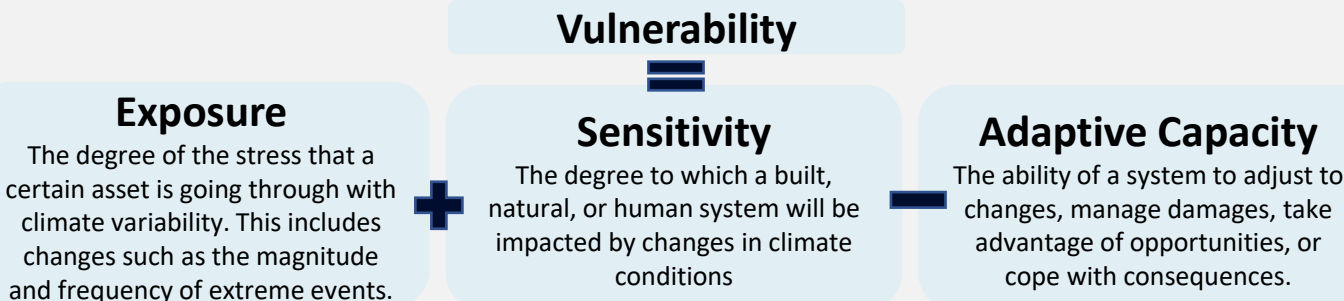 Vulnerability
=
Exposure
The degree of the stress that a
certain asset is going through with
climate variability. This includes
changes such as the magnitude
and frequency of extreme events.
+
Sensitivity
The degree to which a built,
natural, or human system will be
impacted by changes in climate
conditions
−
Adaptive Capacity
The ability of a system to adjust to
changes, manage damages, take
advantage of opportunities, or
cope with consequences.